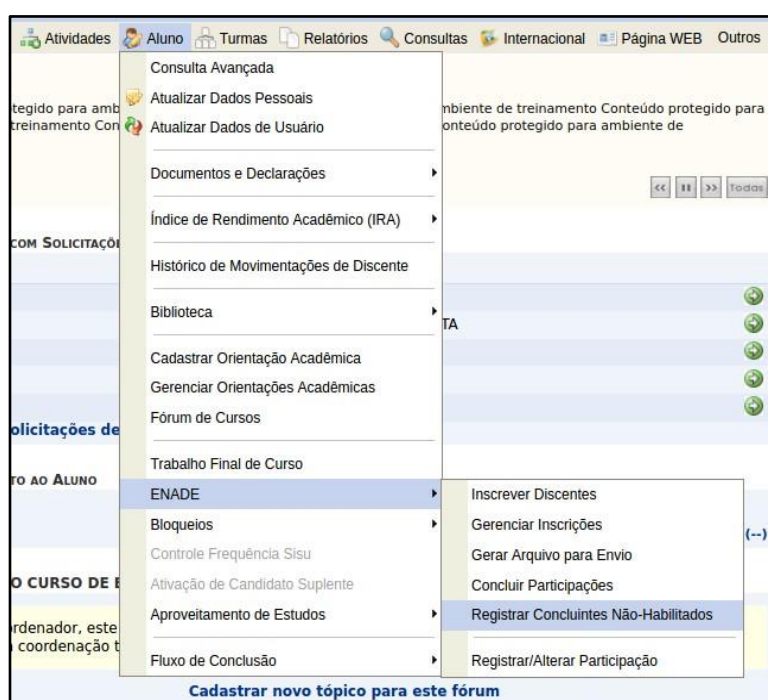 Atividades Aluno Turmas Relatórios Consultas Internacional Página WEB Outros
Consulta Avançada
Atualizar Dados Pessoais
tegido para amb
mbiente de treinamento Conteúdo protegido para
treinamento Con
Atualizar Dados de Usuário
onteúdo protegido para ambiente de
Documentos e Declarações
Todas
Índice de Rendimento Acadêmico (IRA)
COM SOLICITAÇÕ
Histórico de Movimentações de Discente
Biblioteca
TA
Cadastrar Orientação Acadêmica
Gerenciar Orientações Acadêmicas
Fórum de Cursos
olicitações de
Trabalho Final de Curso
TO AO ALUNO
ENADE
Inscrever Discentes
Bloqueios
Gerenciar Inscrições
(--)
Controle Frequência Sisu
Gerar Arquivo para Envio
Ativação de Candidato Suplente
Concluir Participações
O CURSO DE E
Aproveitamento de Estudos
Registrar Concluintes Não-Habilitados
rdenador, este
coordenação t
Fluxo de Conclusão
Registrar/Alterar Participação
Cadastrar novo tópico para este fórum